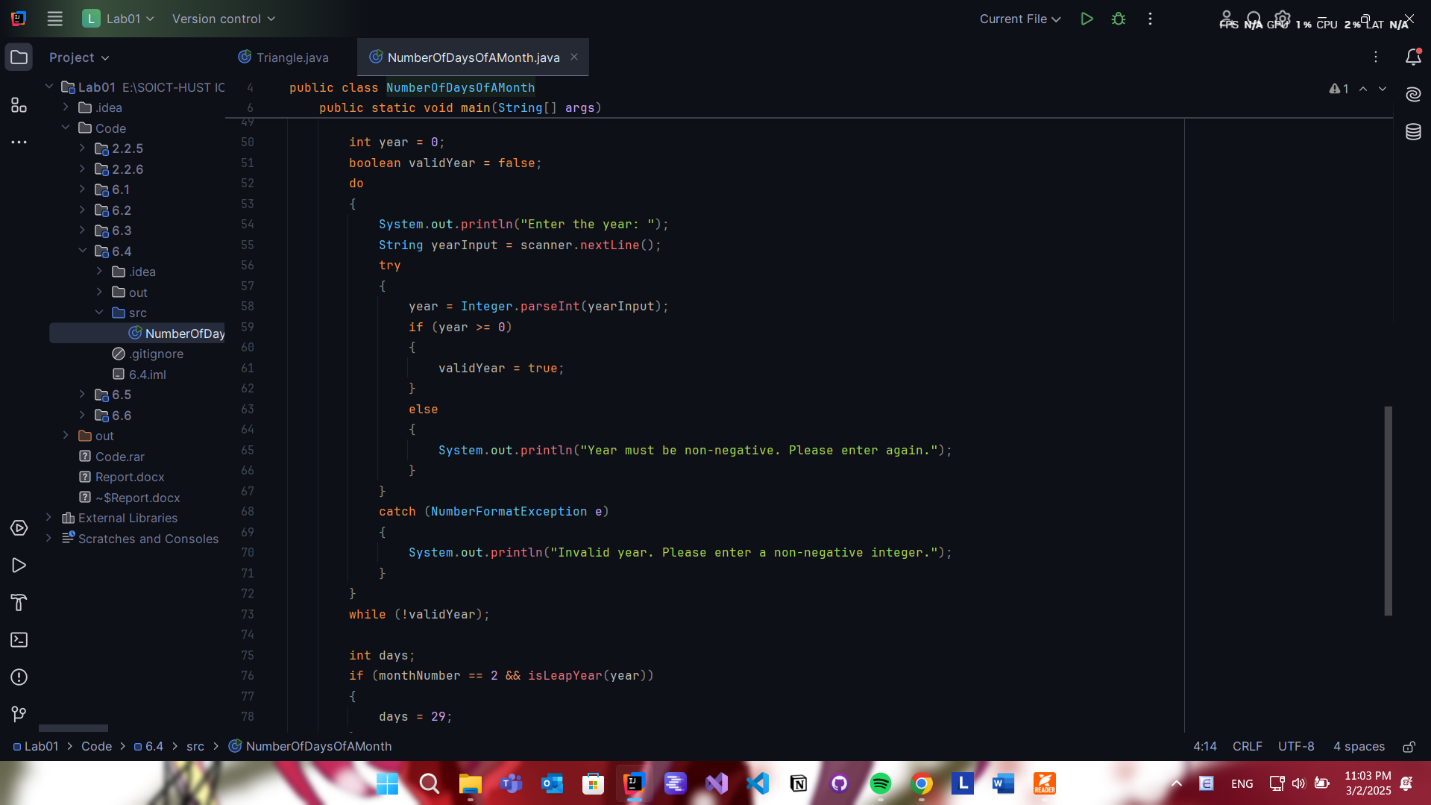 L Lab01 Version control Current File
FPS N/A GPU 1 % CPU 2 % LAT N/A
Project
Triangle.java
NumberOfDaysOfAMonth.java
Lab01 E:\SOICT-HUST IC
.idea
Code
2.2.5
2.2.6
6.1
6.2
6.3
6.4
.idea
out
src
NumberOfDay
.gitignore
6.4.iml
6.5
6.6
out
Code.rar
Report.docx
~$Report.docx
External Libraries
Scratches and Consoles
1
4 public class NumberOfDaysOfAMonth
6 public static void main(String[] args)
49
50 int year = 0;
51 boolean validYear = false;
52 do
53 {
54 System.out.println("Enter the year: ");
55 String yearInput = scanner.nextLine();
56 try
57 {
58 year = Integer.parseInt(yearInput);
59 if (year >= 0)
60 {
61 validYear = true;
62 }
63 else
64 {
65 System.out.println("Year must be non-negative. Please enter again.");
66 }
67 }
68 catch (NumberFormatException e)
69 {
70 System.out.println("Invalid year. Please enter a non-negative integer.");
71 }
72 }
73 while (!validYear);
74
75 int days;
76 if (monthNumber == 2 && isLeapYear(year))
77 {
78 days = 29;
Lab01 > Code > 6.4 > src > NumberOfDaysOfAMonth
4:14 CRLF UTF-8 4 spaces
ENG
11:03 PM
3/2/2025